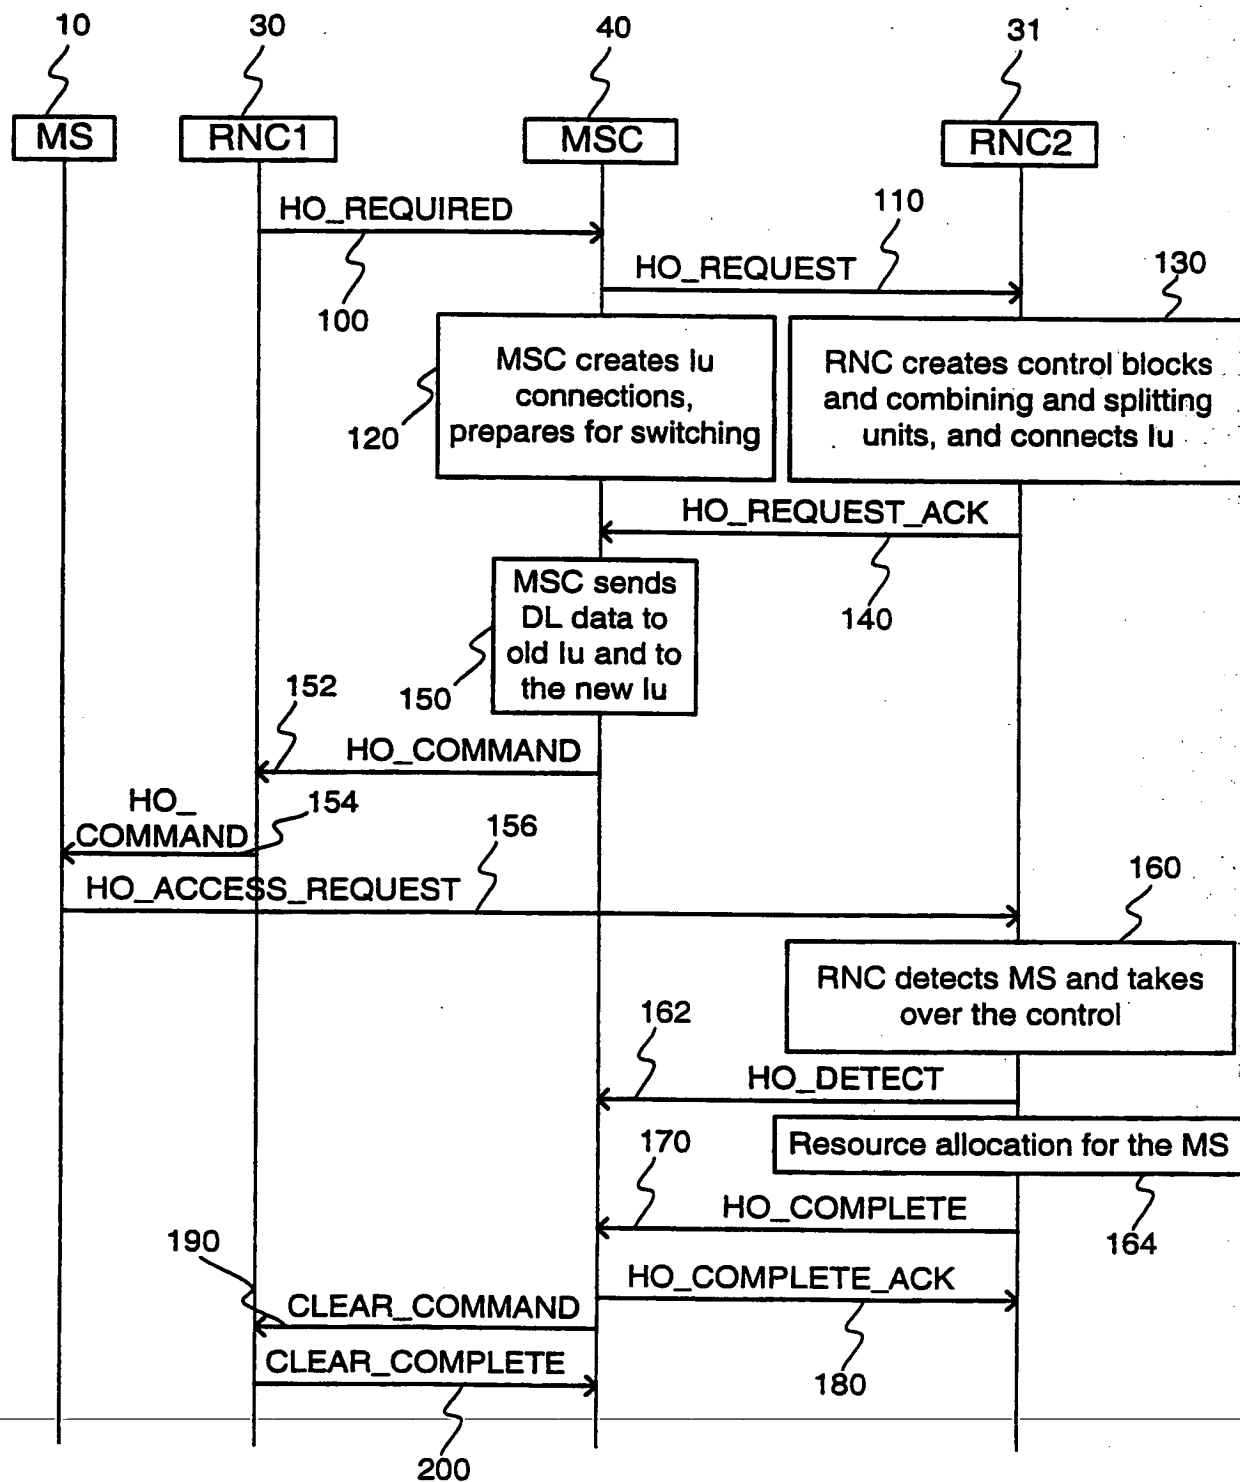 10
30
40
31
MS
RNC1
MSC
RNC2
HO_REQUIRED
100
110
HO_REQUEST
130
MSC creates Iu
connections,
prepares for switching
120
RNC creates control blocks
and combining and splitting
units, and connects Iu
HO_REQUEST_ACK
140
MSC sends
DL data to
old Iu and to
the new Iu
150
152
HO_COMMAND
HO_
COMMAND
154
156
HO_ACCESS_REQUEST
160
RNC detects MS and takes
over the control
162
HO_DETECT
Resource allocation for the MS
170
HO_COMPLETE
164
190
HO_COMPLETE_ACK
CLEAR_COMMAND
CLEAR_COMPLETE
180
200